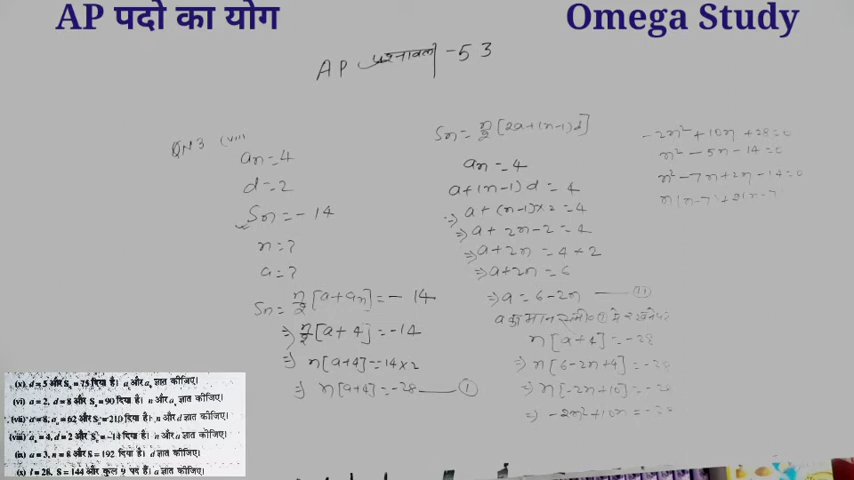 AP पदो का योग
Omega Study
AP प्रश्नावली -5 3
QN3 (viii
an=4
d=2
Sn=-14
n=?
a=?
Sn= n/2 [a+an]=-14
⇒ n/2 [a+4]=-14
⇒ n[a+4]=-14×2
⇒ n[a+4]=-28 ——— ①
Sn= n/2 [2a+(n-1)d]
an=4
a+(n-1)d=4
⇒ a+(n-1)×2=4
⇒ a+2n-2=4
⇒ a+2n=4+2
⇒ a+2n=6
⇒ a=6-2n ——— ⑪
a का मान समी० ① मे रखने पर
n[a+4]=-28
⇒ n[6-2n+4]=-28
⇒ n[-2n+10]=-28
⇒ -2n²+10n=-28
-2n²+10n+28=0
n²-5n-14=0
n²-7n+2n-14=0
n(n-7)+2(n-7
(v) d = 5 और S₉ = 75 दिया है। a और a₉ ज्ञात कीजिए।
(vi) a = 2, d = 8 और Sₙ = 90 दिया है। n और aₙ ज्ञात कीजिए।
(vii) a = 8, aₙ = 62 और Sₙ = 210 दिया है। n और d ज्ञात कीजिए।
(viii) aₙ = 4, d = 2 और Sₙ = -14 दिया है। n और a ज्ञात कीजिए।
(ix) a = 3, n = 8 और S = 192 दिया है। d ज्ञात कीजिए।
(x) l = 28, S = 144 और कुल 9 पद हैं। a ज्ञात कीजिए।